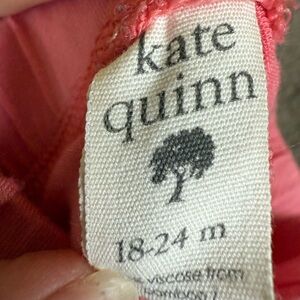 kate
quinn
18-24 m
viscose from